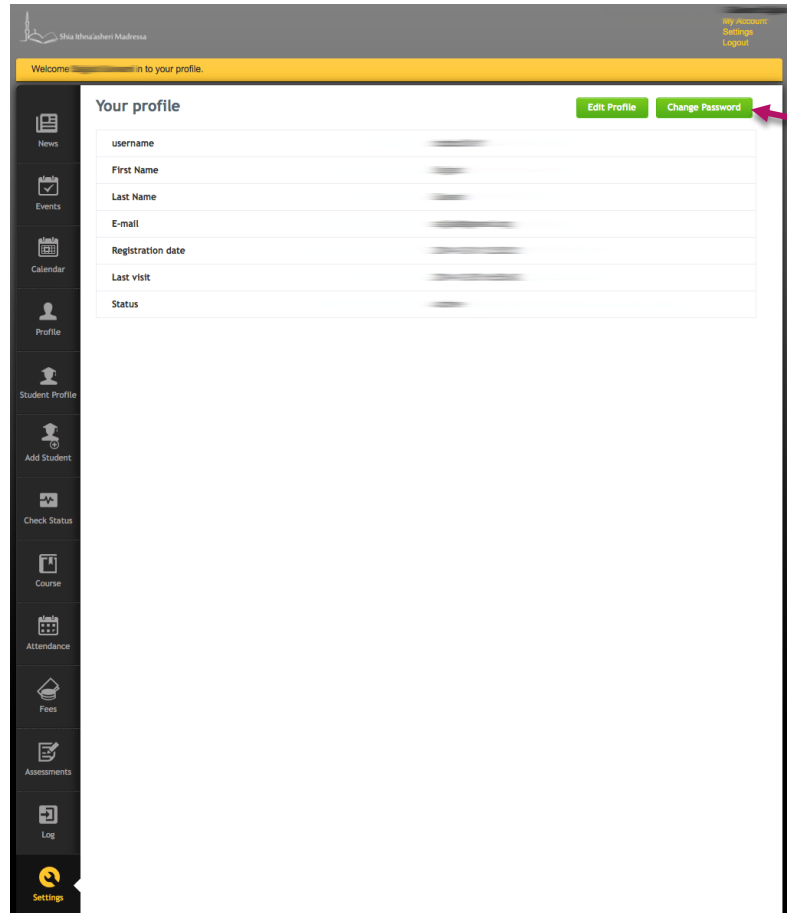 My Account
Settings
Logout
Shia Ithna'asheri Madressa
Welcome in to your profile.
Your profile
Edit Profile
Change Password
News
Events
Calendar
Profile
Student Profile
Add Student
Check Status
Course
Attendance
Fees
Assessments
Log
Settings
username
First Name
Last Name
E-mail
Registration date
Last visit
Status